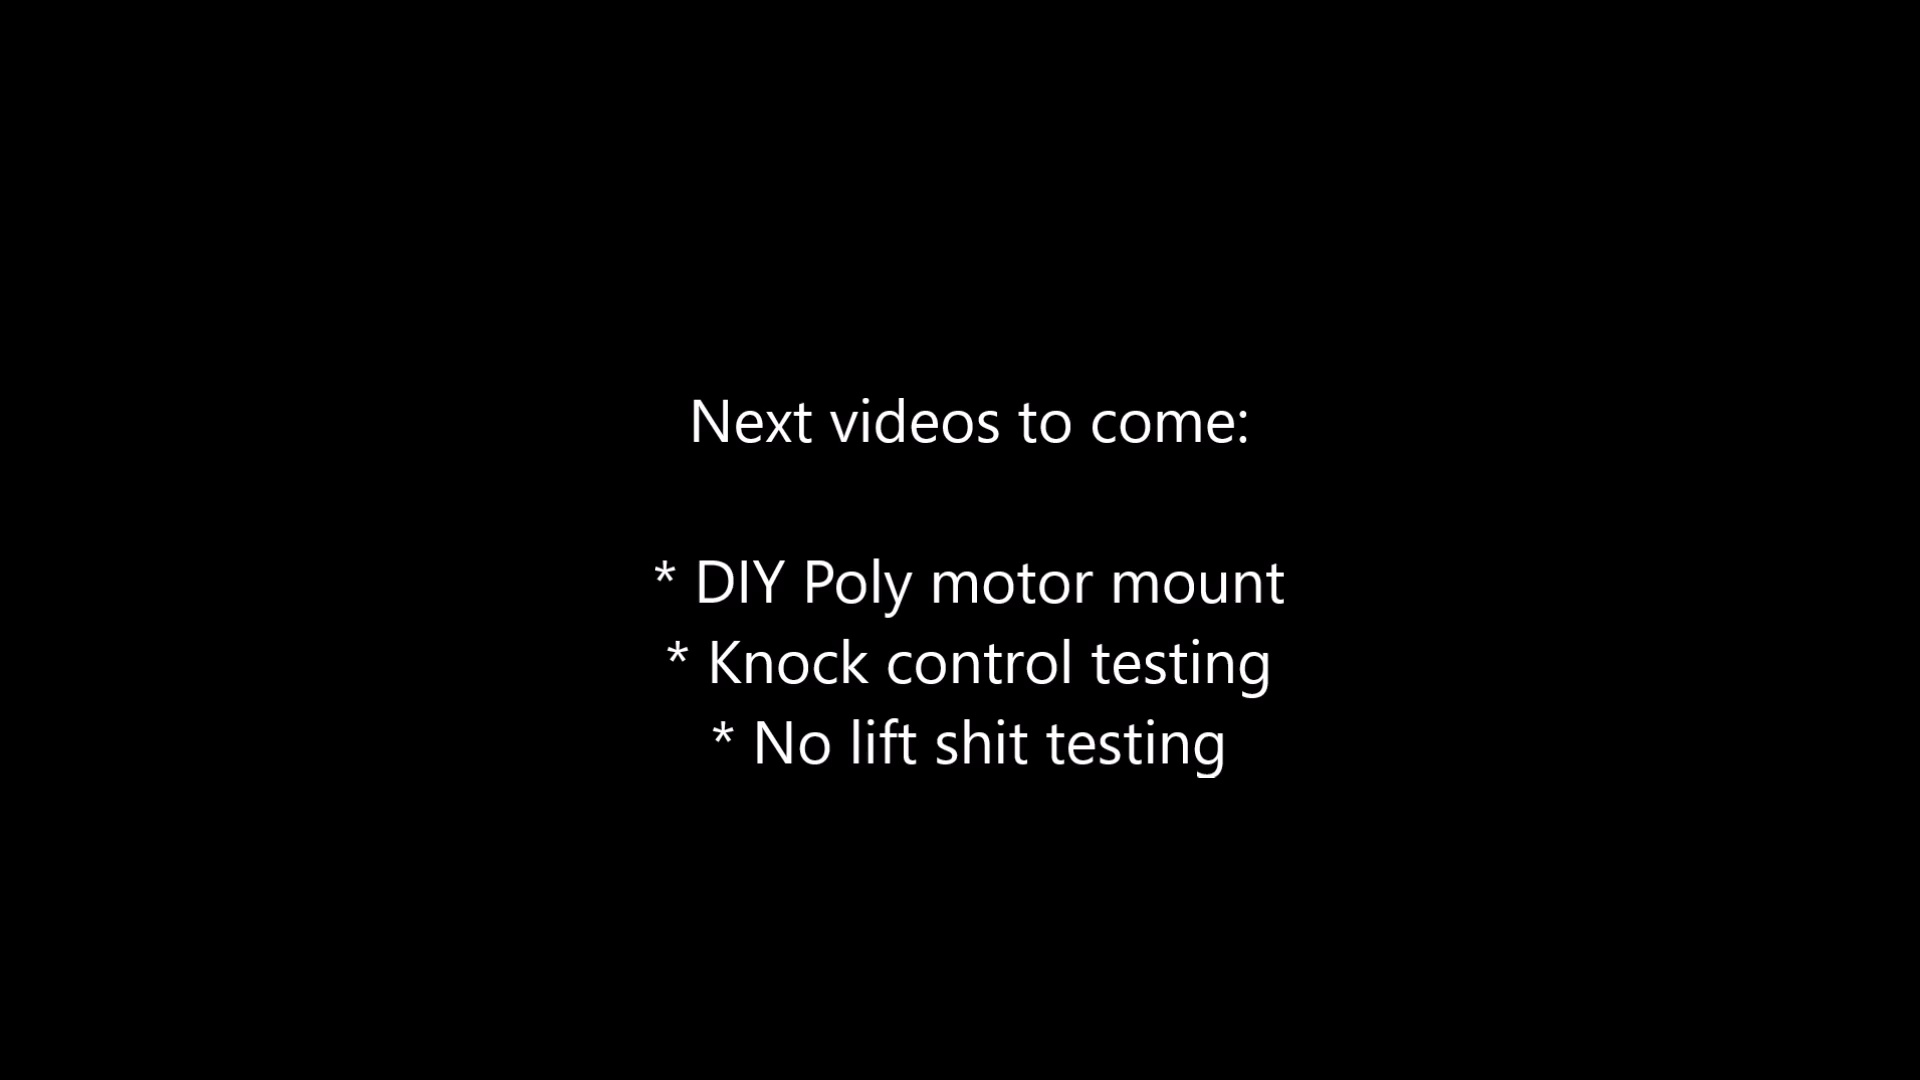 Next videos to come:
* DIY Poly motor mount
* Knock control testing
* No lift shit testing